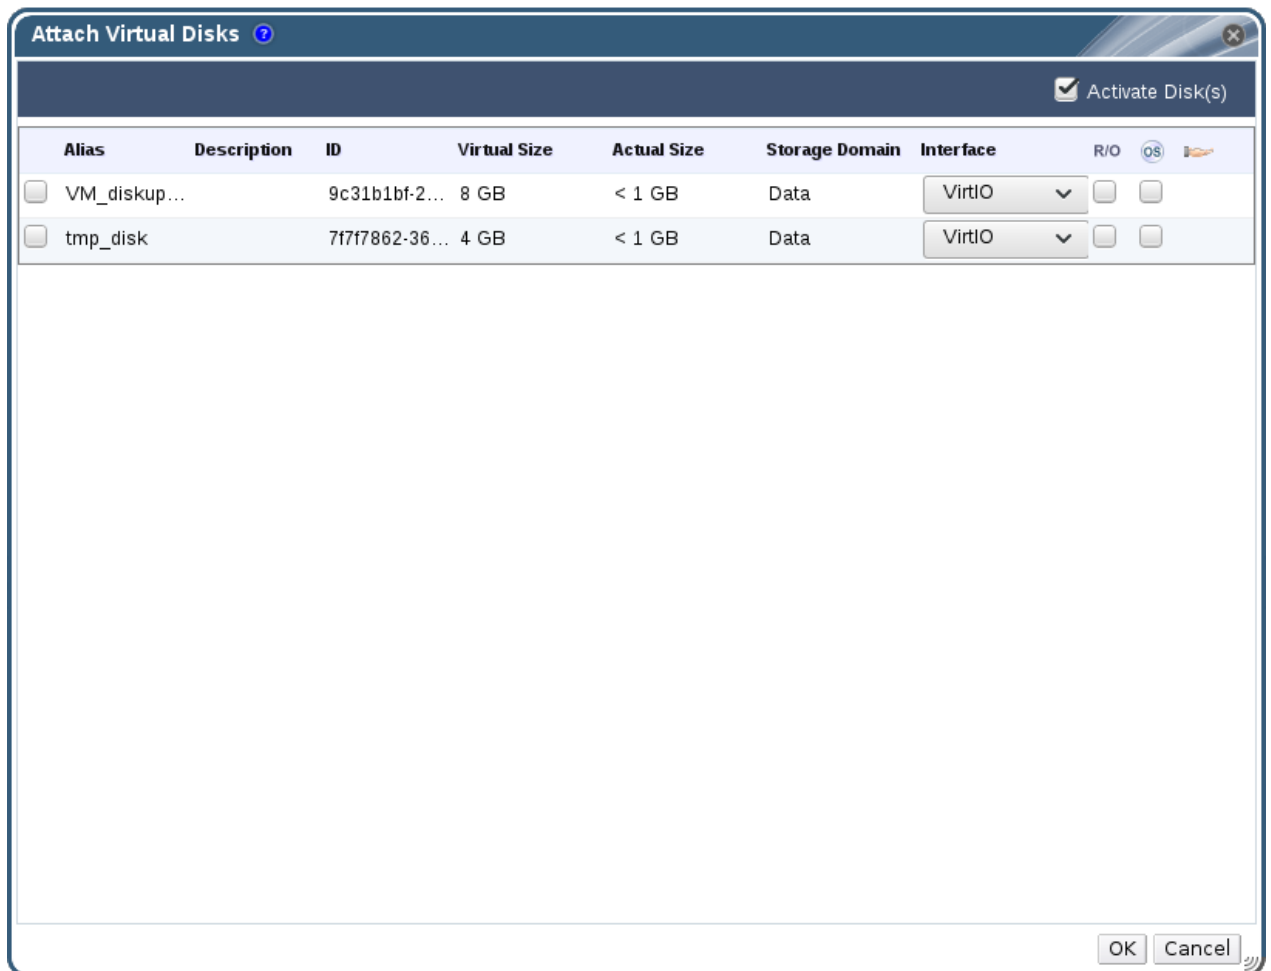 Attach Virtual Disks ?
Activate Disk(s)
Alias Description ID Virtual Size Actual Size Storage Domain Interface R/O OS
VM_diskup... 9c31b1bf-2... 8 GB < 1 GB Data VirtIO
tmp_disk 7f7f7862-36... 4 GB < 1 GB Data VirtIO
OK Cancel